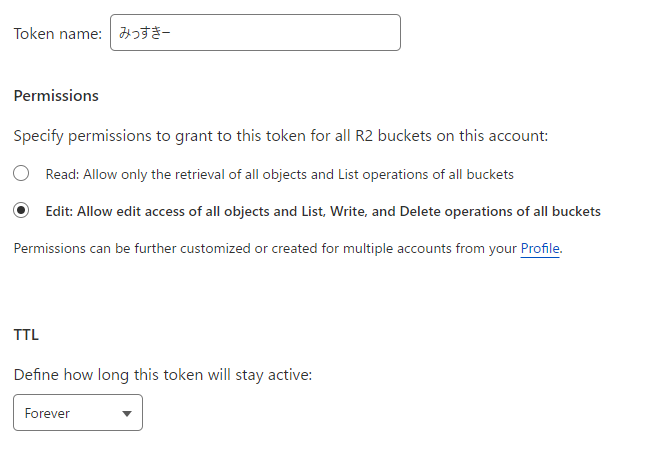 Token name: みっすきー
Permissions
Specify permissions to grant to this token for all R2 buckets on this account:
Read: Allow only the retrieval of all objects and List operations of all buckets
Edit: Allow edit access of all objects and List, Write, and Delete operations of all buckets
Permissions can be further customized or created for multiple accounts from your Profile.
TTL
Define how long this token will stay active:
Forever